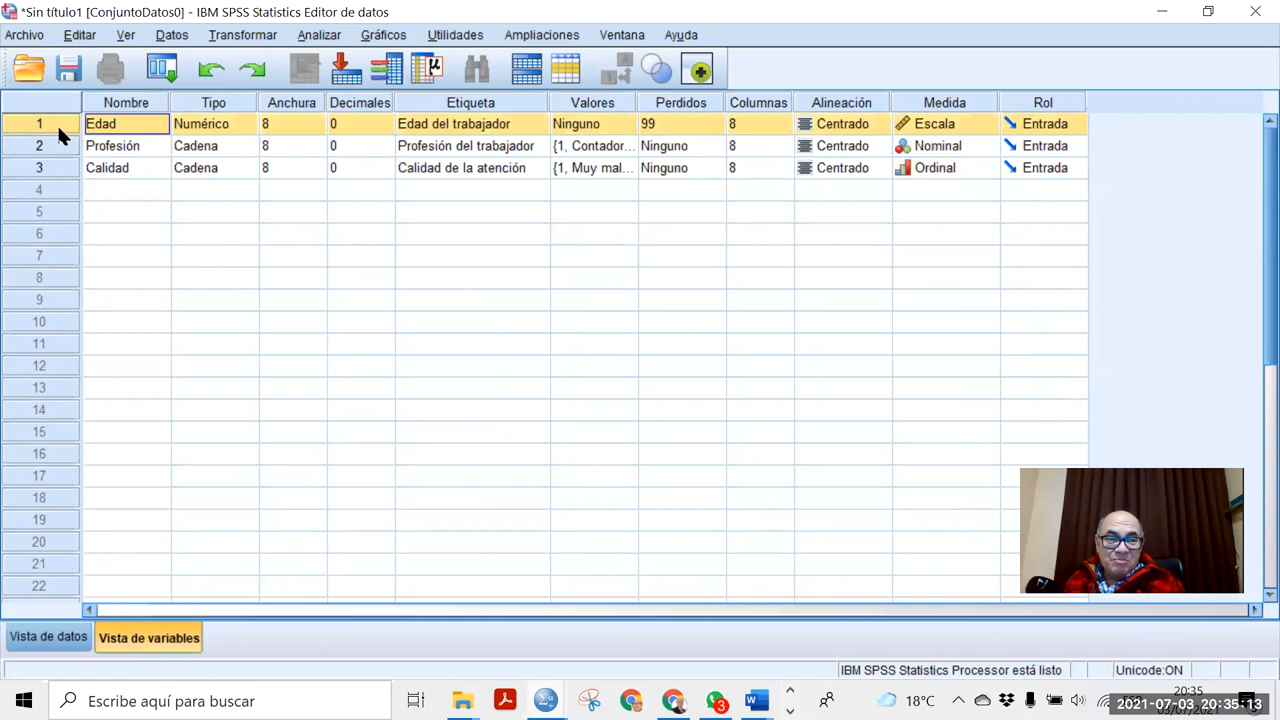 *Sin título1 [ConjuntoDatos0] - IBM SPSS Statistics Editor de datos
Archivo Editar Ver Datos Transformar Analizar Gráficos Utilidades Ampliaciones Ventana Ayuda
Nombre Tipo Anchura Decimales Etiqueta Valores Perdidos Columnas Alineación Medida Rol
1 Edad Numérico 8 0 Edad del trabajador Ninguno 99 8 Centrado Escala Entrada
2 Profesión Cadena 8 0 Profesión del trabajador {1, Contador... Ninguno 8 Centrado Nominal Entrada
3 Calidad Cadena 8 0 Calidad de la atención {1, Muy mal... Ninguno 8 Centrado Ordinal Entrada
4
5
6
7
8
9
10
11
12
13
14
15
16
17
18
19
20
21
22
Vista de datos Vista de variables
IBM SPSS Statistics Processor está listo Unicode:ON
Escribe aquí para buscar 3 18°C 20:35
2021-07-03 20:35:13